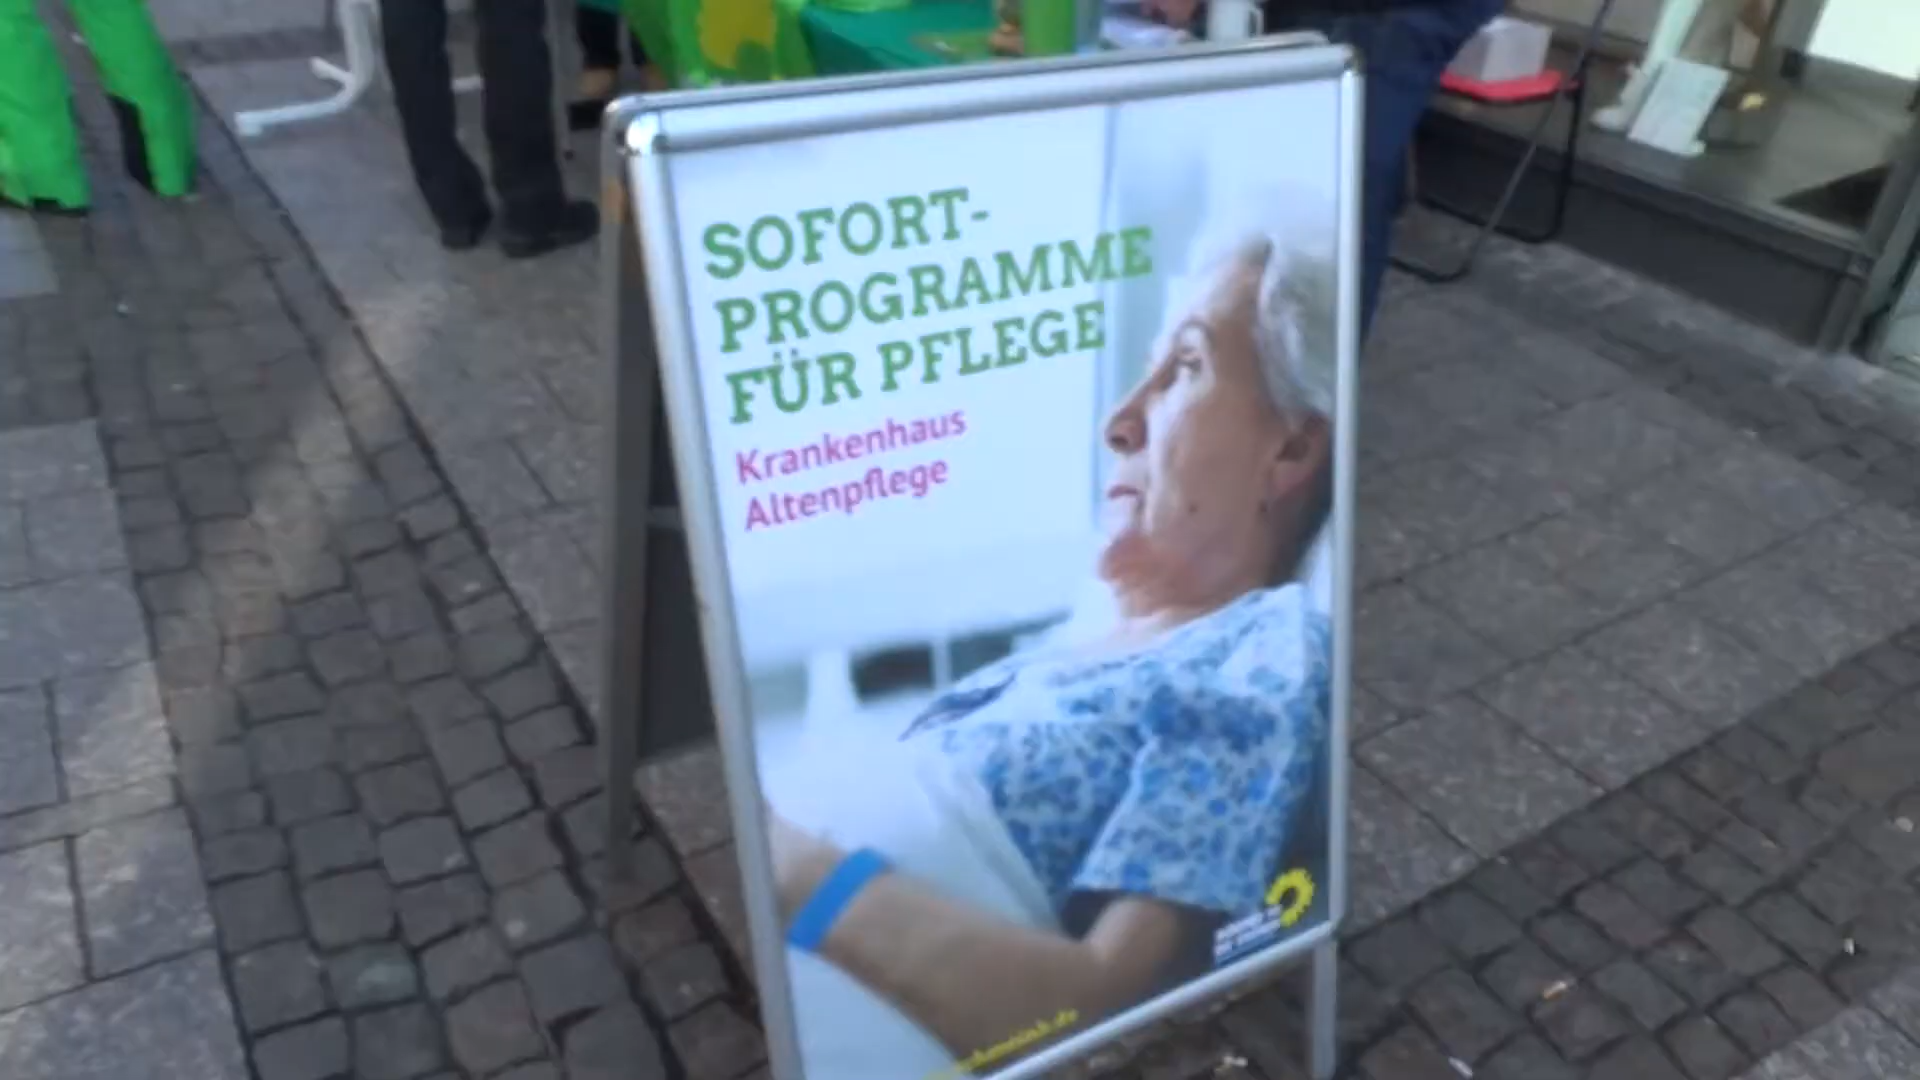 SOFORT-
PROGRAMME
FÜR PFLEGE
Krankenhaus
Altenpflege